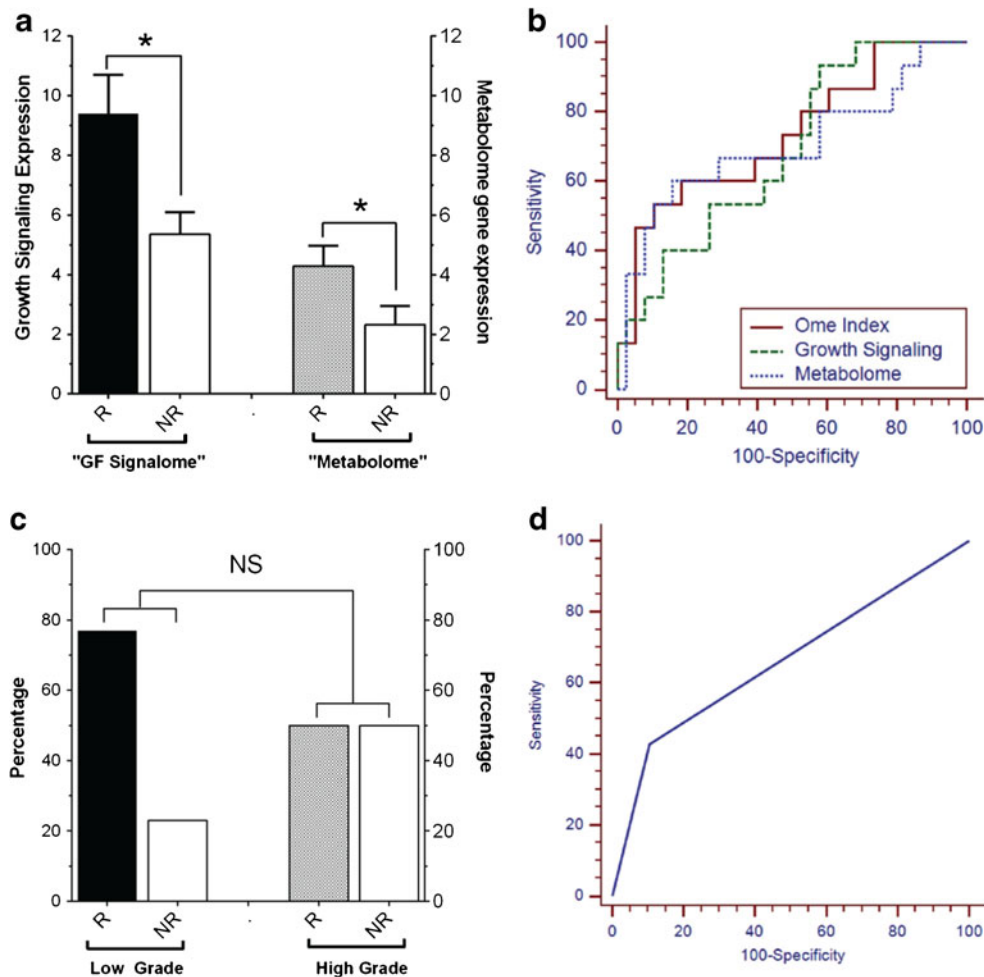 a
12
10
8
6
4
2
0
Growth Signaling Expression
*
*
12
10
8
6
4
2
0
Metabolome gene expression
R
NR
.
R
NR
"GF Signalome"
"Metabolome"
b
100
80
60
40
20
0
Sensitivity
Ome Index
Growth Signaling
Metabolome
0 20 40 60 80 100
100-Specificity
c
100
80
60
40
20
0
Percentage
NS
100
80
60
40
20
0
Percentage
R
NR
.
R
NR
Low Grade
High Grade
d
100
80
60
40
20
0
Sensitivity
0 20 40 60 80 100
100-Specificity